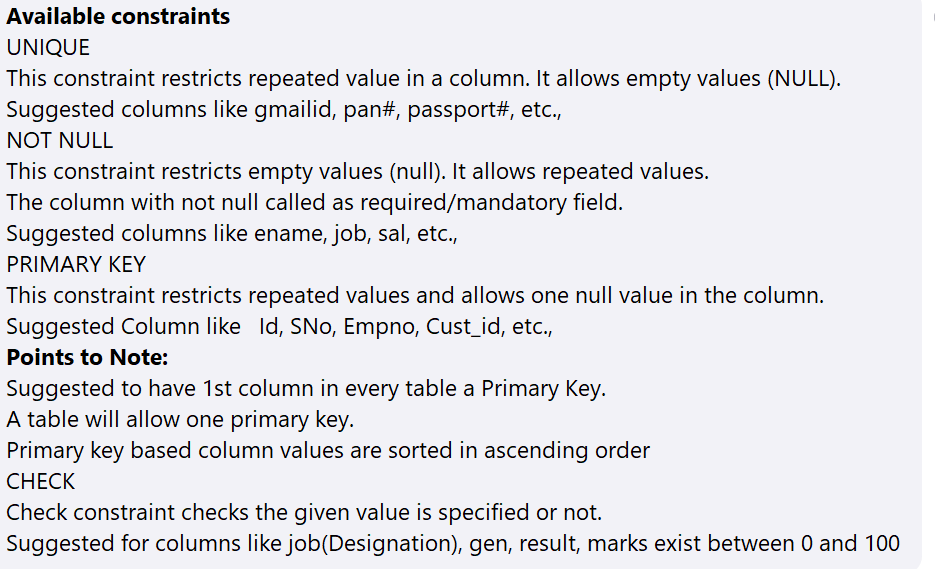 Available constraints
UNIQUE
This constraint restricts repeated value in a column. It allows empty values (NULL).
Suggested columns like gmailid, pan#, passport#, etc.,
NOT NULL
This constraint restricts empty values (null). It allows repeated values.
The column with not null called as required/mandatory field.
Suggested columns like ename, job, sal, etc.,
PRIMARY KEY
This constraint restricts repeated values and allows one null value in the column.
Suggested Column like   Id, SNo, Empno, Cust_id, etc.,
Points to Note:
Suggested to have 1st column in every table a Primary Key.
A table will allow one primary key.
Primary key based column values are sorted in ascending order
CHECK
Check constraint checks the given value is specified or not.
Suggested for columns like job(Designation), gen, result, marks exist between 0 and 100